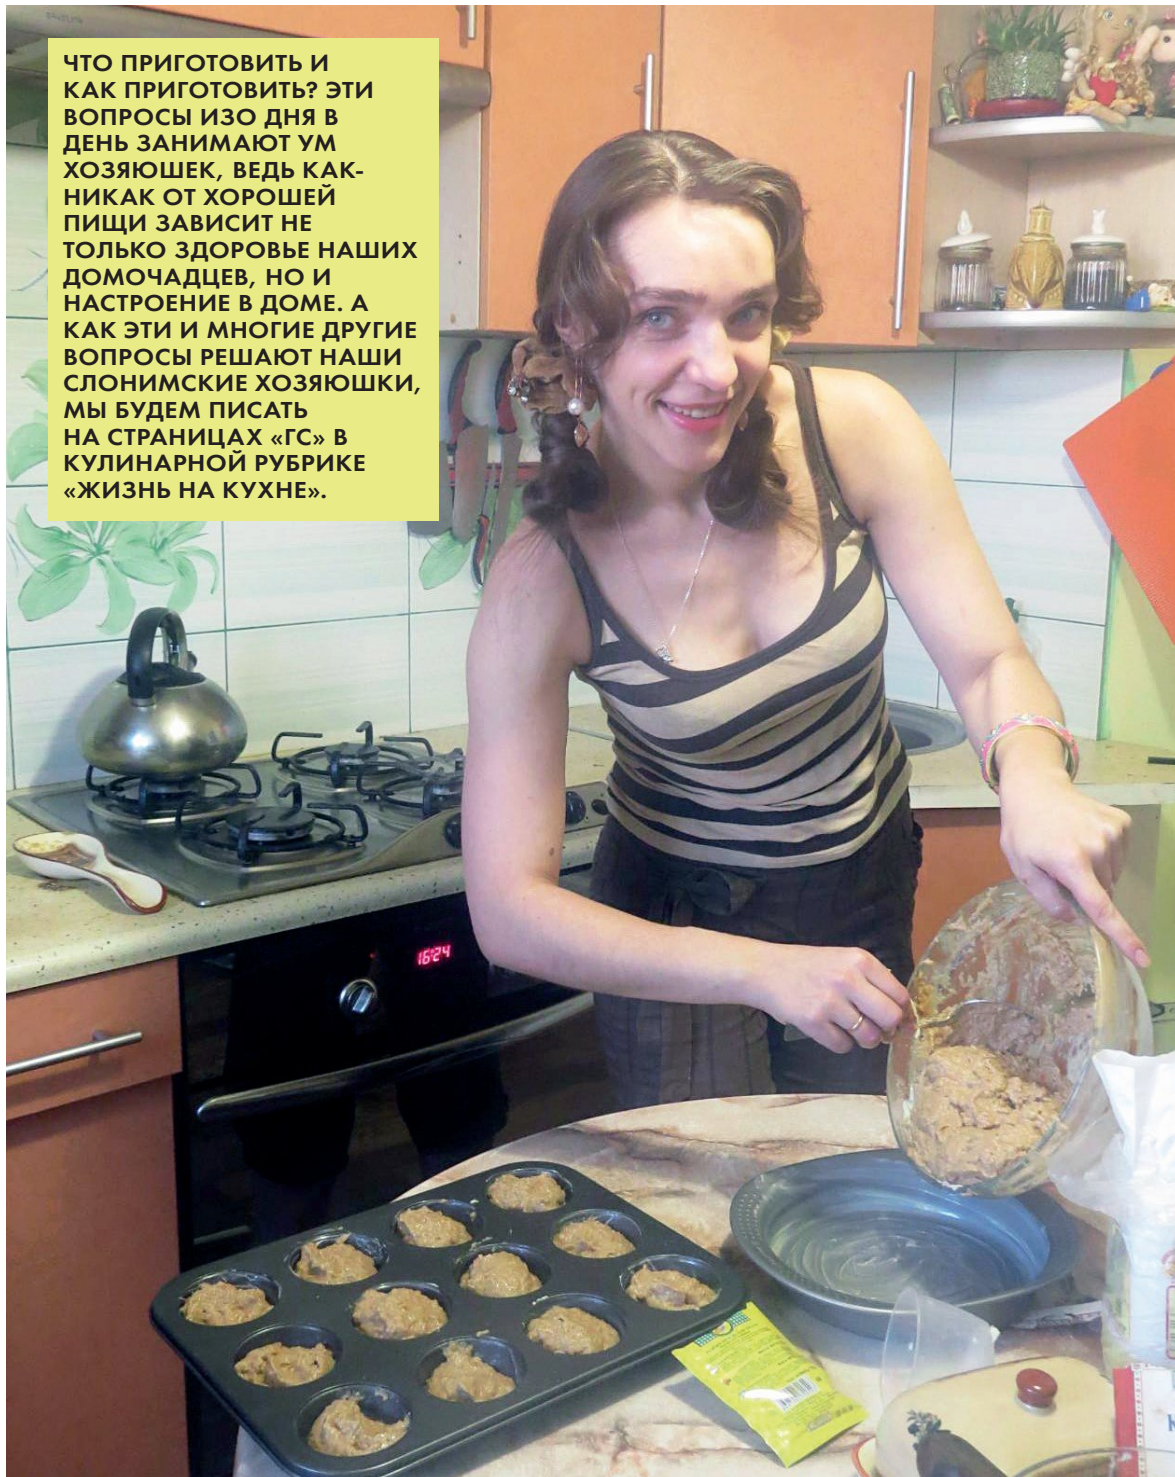 ЧТО ПРИГОТОВИТЬ И
КАК ПРИГОТОВИТЬ? ЭТИ
ВОПРОСЫ ИЗО ДНЯ В
ДЕНЬ ЗАНИМАЮТ УМ
ХОЗЯЮШЕК, ВЕДЬ КАК-
НИКАК ОТ ХОРОШЕЙ
ПИЩИ ЗАВИСИТ НЕ
ТОЛЬКО ЗДОРОВЬЕ НАШИХ
ДОМОЧАДЦЕВ, НО И
НАСТРОЕНИЕ В ДОМЕ. А
КАК ЭТИ И МНОГИЕ ДРУГИЕ
ВОПРОСЫ РЕШАЮТ НАШИ
СЛОНИМСКИЕ ХОЗЯЮШКИ,
МЫ БУДЕМ ПИСАТЬ
НА СТРАНИЦАХ «ГС» В
КУЛИНАРНОЙ РУБРИКЕ
«ЖИЗНЬ НА КУХНЕ».
16:24